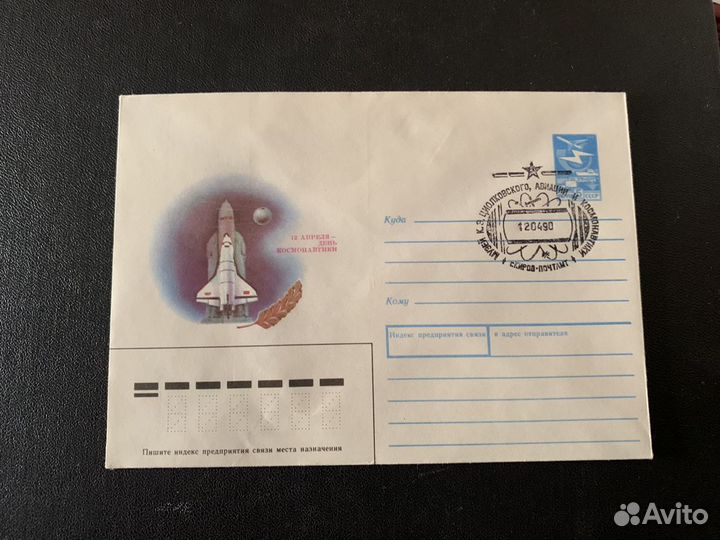 12 АПРЕЛЯ –
ДЕНЬ
КОСМОНАВТИКИ
СССР
МУЗЕЙ К.Э. ЦИОЛКОВСКОГО, АВИАЦИИ И КОСМОНАВТИКИ
120490
г. КИРОВ-ПОЧТАМТ
Куда
Кому
Индекс предприятия связи и адрес отправителя
Пишите индекс предприятия связи места назначения
Avito